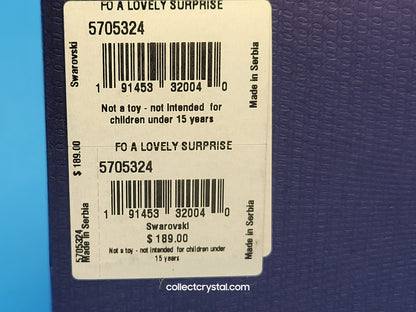 FO A LOVELY SURPRISE
5705324
Swarovski
Made in Serbia
1 91453 32004 0
Not a toy - not intended for
children under 15 years
$ 189.00
FO A LOVELY SURPRISE
5705324
1 91453 32004 0
Swarovski
$ 189.00
Not a toy - not intended for children under
15 years
5705324
Made in Serbia
Made in Serbia
collectcrystal.com